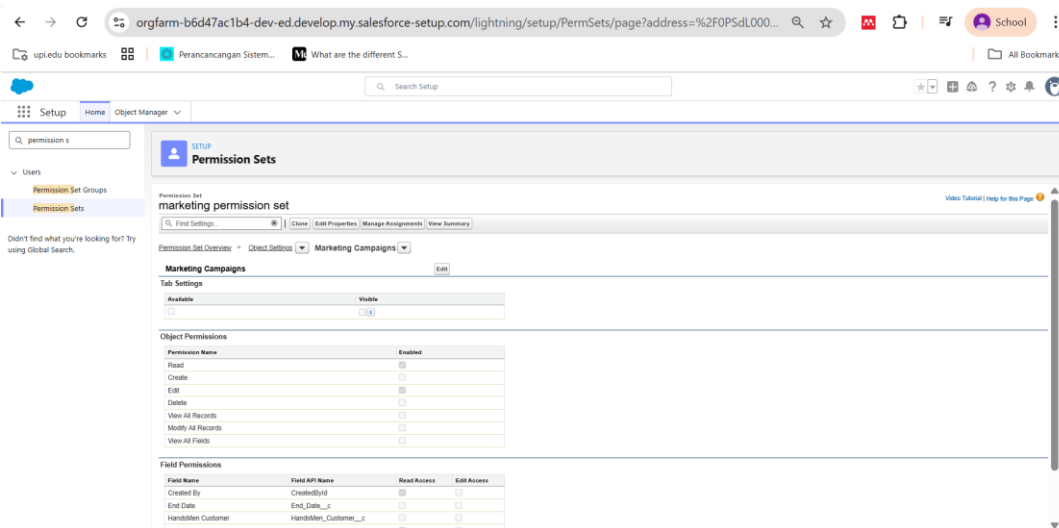 orgfarm-b6d47ac1b4-dev-ed.develop.my.salesforce-setup.com/lightning/setup/PermSets/page?address=%2F0PSdL000...
School
upi.edu bookmarks
Perancancangan Sistem...
What are the different S...
All Bookmark
Search Setup
Setup
Home
Object Manager
permission s
Users
Permission Set Groups
Permission Sets
Didn't find what you're looking for? Try
using Global Search.
SETUP
Permission Sets
Permission Set
marketing permission set
Video Tutorial | Help for this Page
Find Settings...
Clone
Edit Properties
Manage Assignments
View Summary
Permission Set Overview > Object Settings Marketing Campaigns
Marketing Campaigns
Edit
Tab Settings
Available Visible
Object Permissions
Permission Name Enabled
Read
Create
Edit
Delete
View All Records
Modify All Records
View All Fields
Field Permissions
Field Name Field API Name Read Access Edit Access
Created By CreatedById
End Date End_Date__c
HandsMen Customer HandsMen_Customer__c